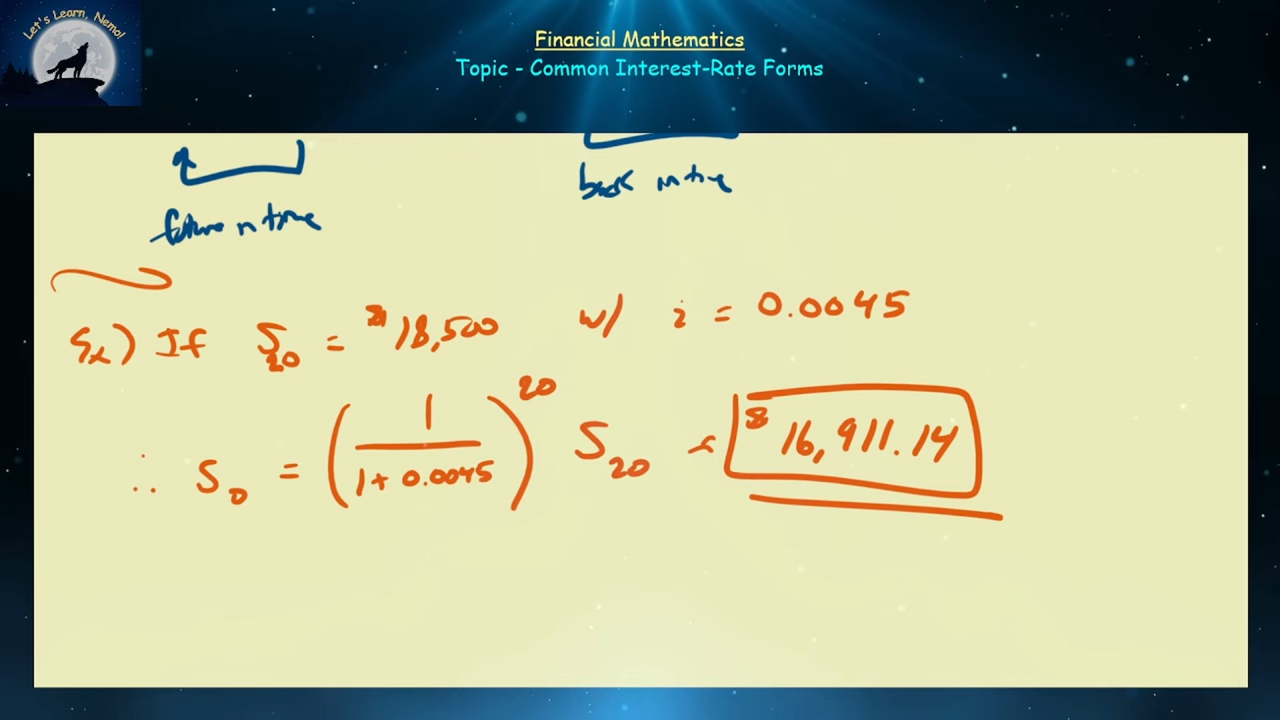 Let's Learn, Nemo!
Financial Mathematics
Topic - Common Interest-Rate Forms
back in time
future in time
Ex) If S₂₀ = $18,500 w/ i = 0.0045
∴ S₀ = (1 / (1 + 0.0045))²⁰ S₂₀ ≈ $16,911.14